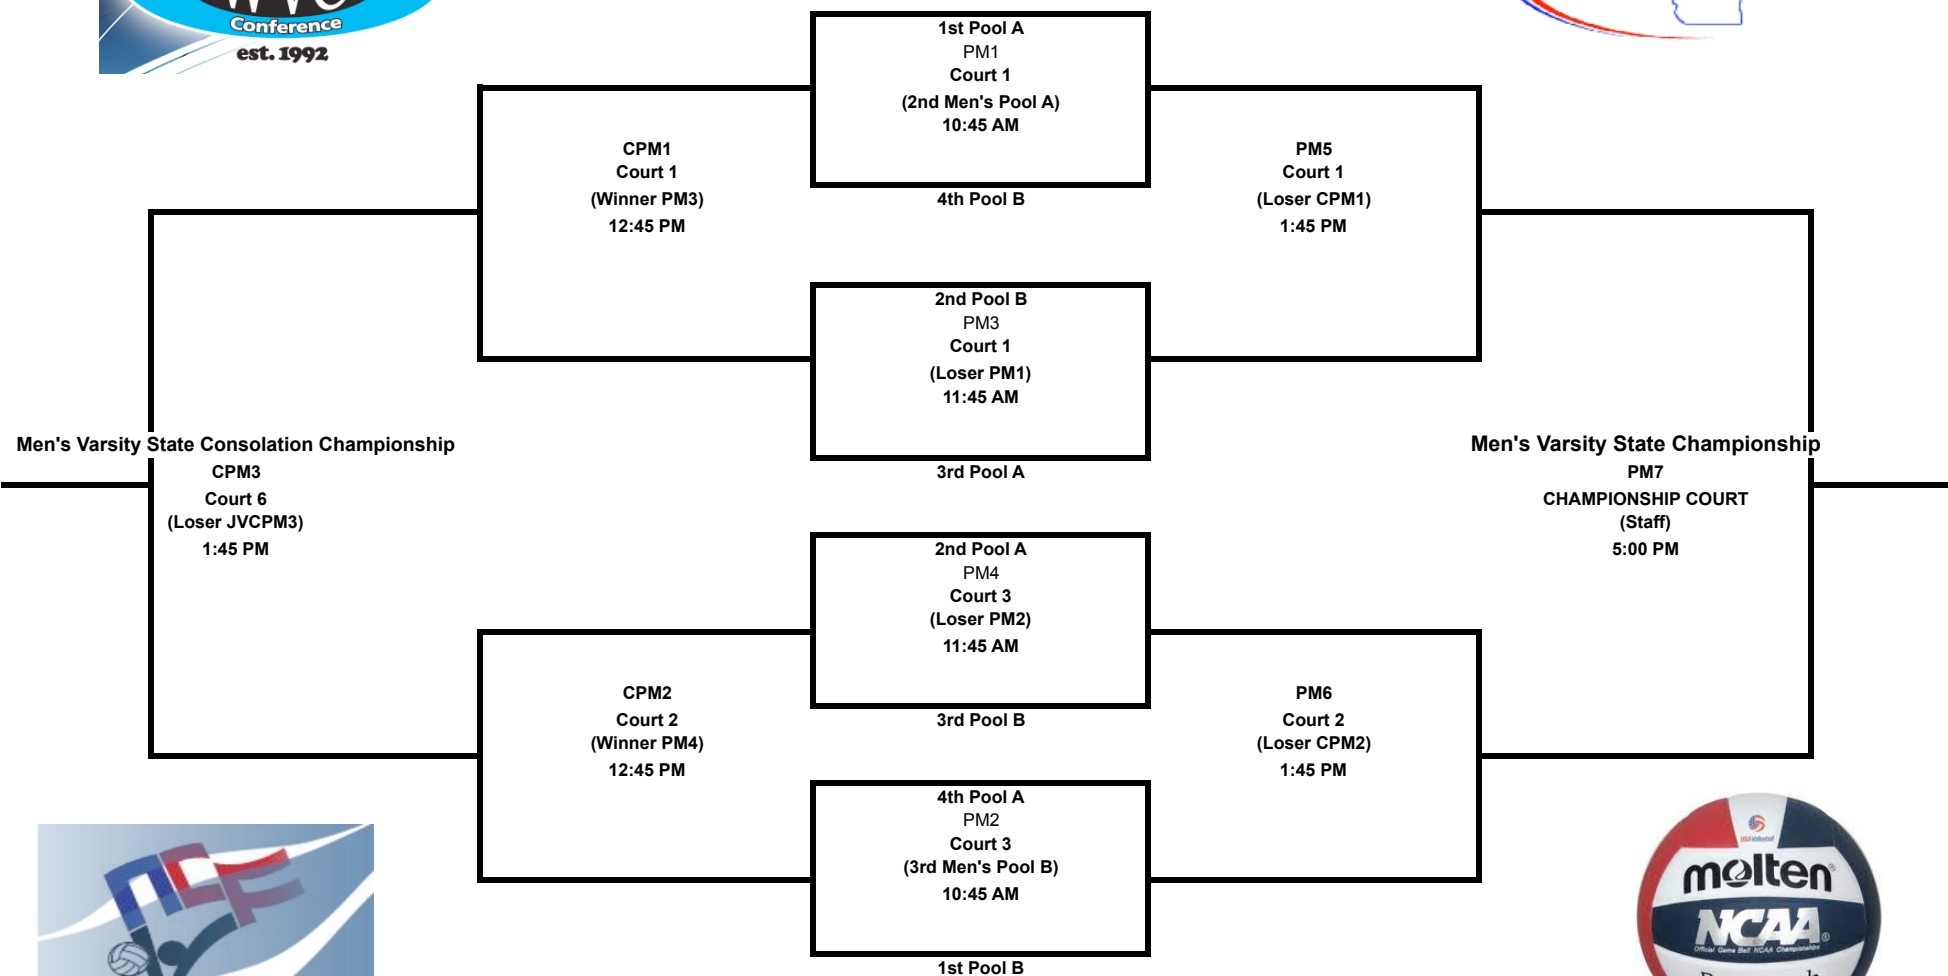 Conference
est. 1992
1st Pool A
PM1
Court 1
(2nd Men's Pool A)
10:45 AM
4th Pool B
CPM1
Court 1
(Winner PM3)
12:45 PM
PM5
Court 1
(Loser CPM1)
1:45 PM
2nd Pool B
PM3
Court 1
(Loser PM1)
11:45 AM
3rd Pool A
Men's Varsity State Consolation Championship
CPM3
Court 6
(Loser JVCPM3)
1:45 PM
Men's Varsity State Championship
PM7
CHAMPIONSHIP COURT
(Staff)
5:00 PM
2nd Pool A
PM4
Court 3
(Loser PM2)
11:45 AM
3rd Pool B
CPM2
Court 2
(Winner PM4)
12:45 PM
PM6
Court 2
(Loser CPM2)
1:45 PM
4th Pool A
PM2
Court 3
(3rd Men's Pool B)
10:45 AM
1st Pool B
molten
NCAA
Official Game Ball NCAA Championships